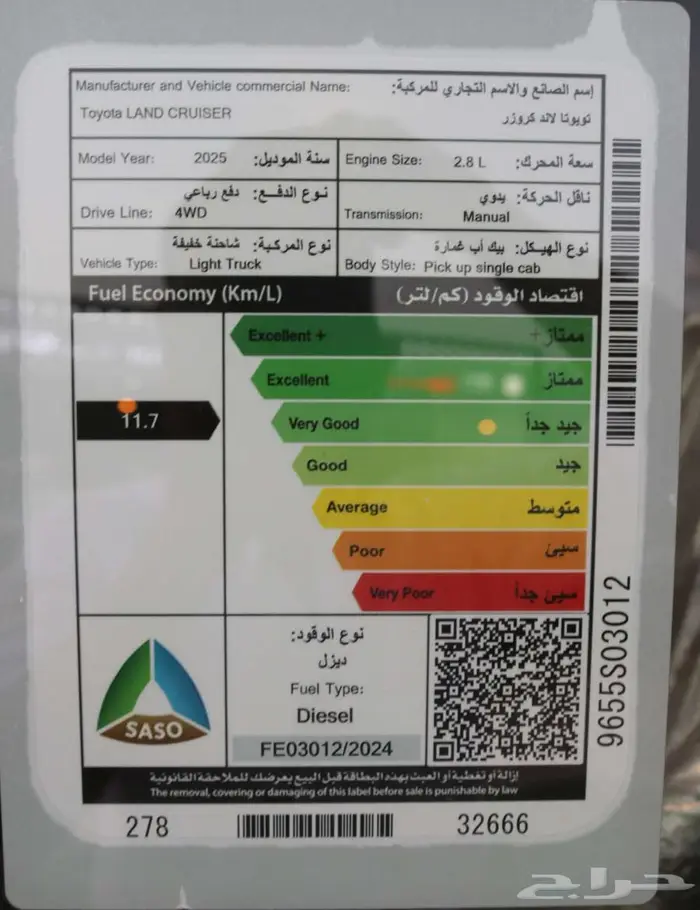 Manufacturer and Vehicle commercial Name: إسم الصانع والاسم التجاري للمركبة:
Toyota LAND CRUISER تويوتا لاند كروزر
Model Year: 2025 سنة الموديل: Engine Size: 2.8 L سعة المحرك:
نوع الدفع: دفع رباعي ناقل الحركة: يدوي
Drive Line: 4WD Transmission: Manual
نوع المركبة: شاحنة خفيفة نوع الهيكل: بيك أب غمارة
Vehicle Type: Light Truck Body Style: Pick up single cab
Fuel Economy (Km/L) اقتصاد الوقود (كم/لتر)
Excellent + ممتاز +
Excellent ممتاز
11.7 Very Good جيد جداً
Good جيد
Average متوسط
Poor سيئ
Very Poor سيئ جداً
نوع الوقود:
ديزل
Fuel Type:
Diesel
FE03012/2024
SASO
إزالة أو تغطية أو العبث بهذه البطاقة قبل البيع يعرضك للملاحقة القانونية
The removal, covering or damaging of this label before sale is punishable by law
278 32666
9655S03012
حراج